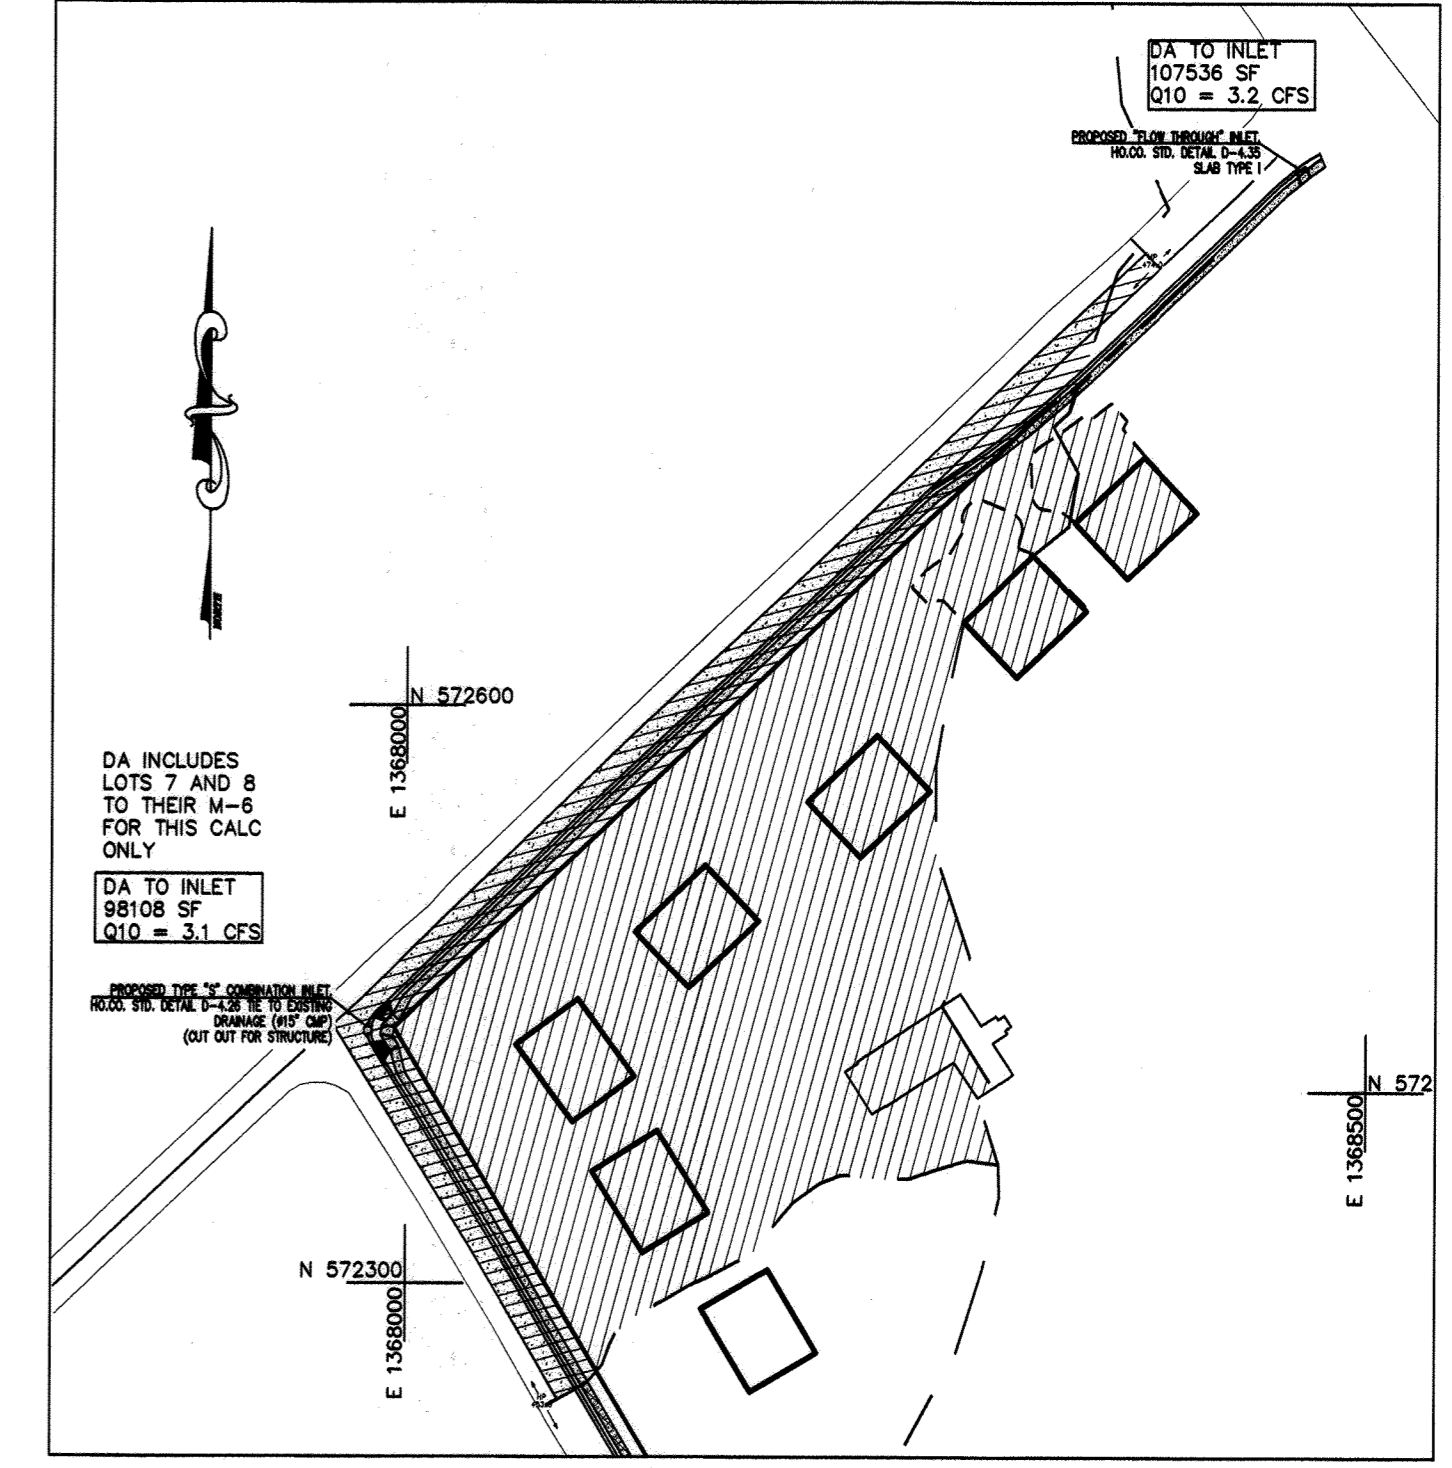 DA TO INLET
107536 SF
Q10 = 3.2 CFS
PROPOSED "FLOW THROUGH" INLET.
HO.CO. STD. DETAIL D-4.35
SLAB TYPE I
HP
NORTH
N 572600
E 1368000
DA INCLUDES
LOTS 7 AND 8
TO THEIR M-6
FOR THIS CALC
ONLY
DA TO INLET
98108 SF
Q10 = 3.1 CFS
PROPOSED TYPE "S" COMBINATION INLET.
HO.CO. STD. DETAIL D-4.26 TIE TO EXISTING
DRAINAGE (#15" CMP)
(CUT OUT FOR STRUCTURE)
N 572
E 1368500
N 572300
E 1368000
HP